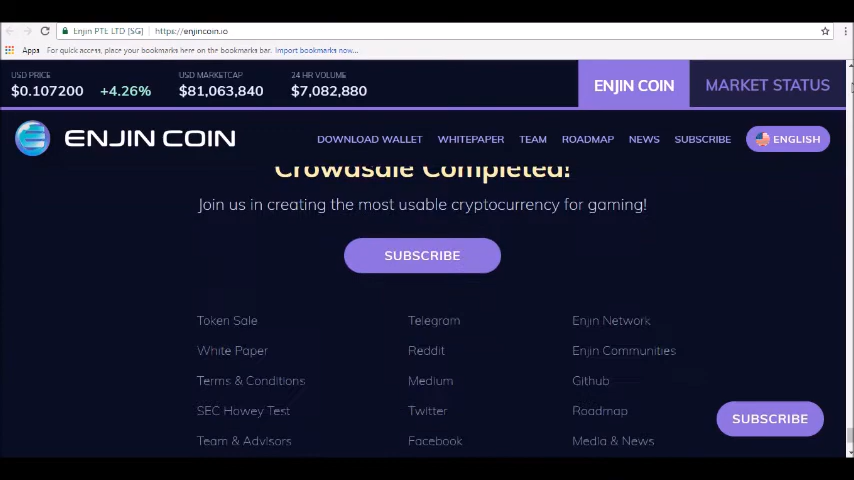 Enjin PTE LTD [SG] https://enjincoin.io
Apps For quick access, place your bookmarks here on the bookmarks bar. Import bookmarks now...
USD PRICE USD MARKETCAP 24 HR VOLUME
$0.107200 +4.26% $81,063,840 $7,082,880
ENJIN COIN MARKET STATUS
ENJIN COIN DOWNLOAD WALLET WHITEPAPER TEAM ROADMAP NEWS SUBSCRIBE ENGLISH
Crowdsale Completed!
Join us in creating the most usable cryptocurrency for gaming!
SUBSCRIBE
Token Sale Telegram Enjin Network
White Paper Reddit Enjin Communities
Terms & Conditions Medium Github
SEC Howey Test Twitter Roadmap
SUBSCRIBE
Team & Advisors Facebook Media & News